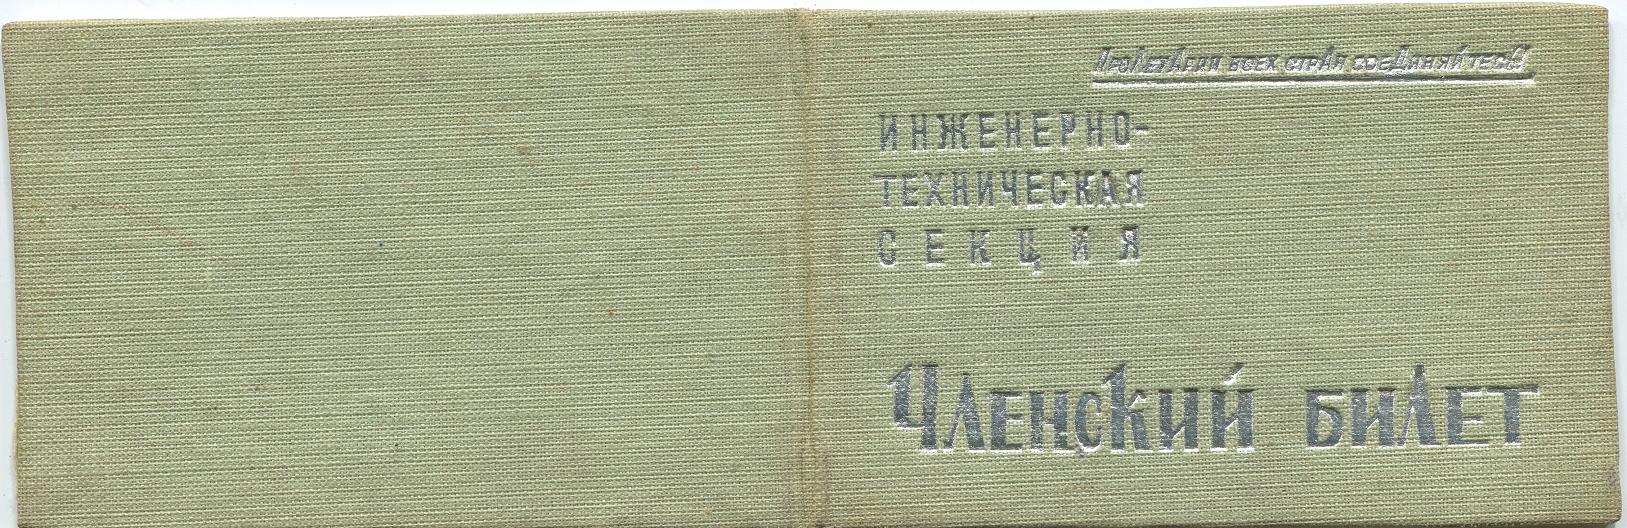 Пролетарии всех стран соединяйтесь!
ИНЖЕНЕРНО-
ТЕХНИЧЕСКАЯ
СЕКЦИЯ
Членский билет